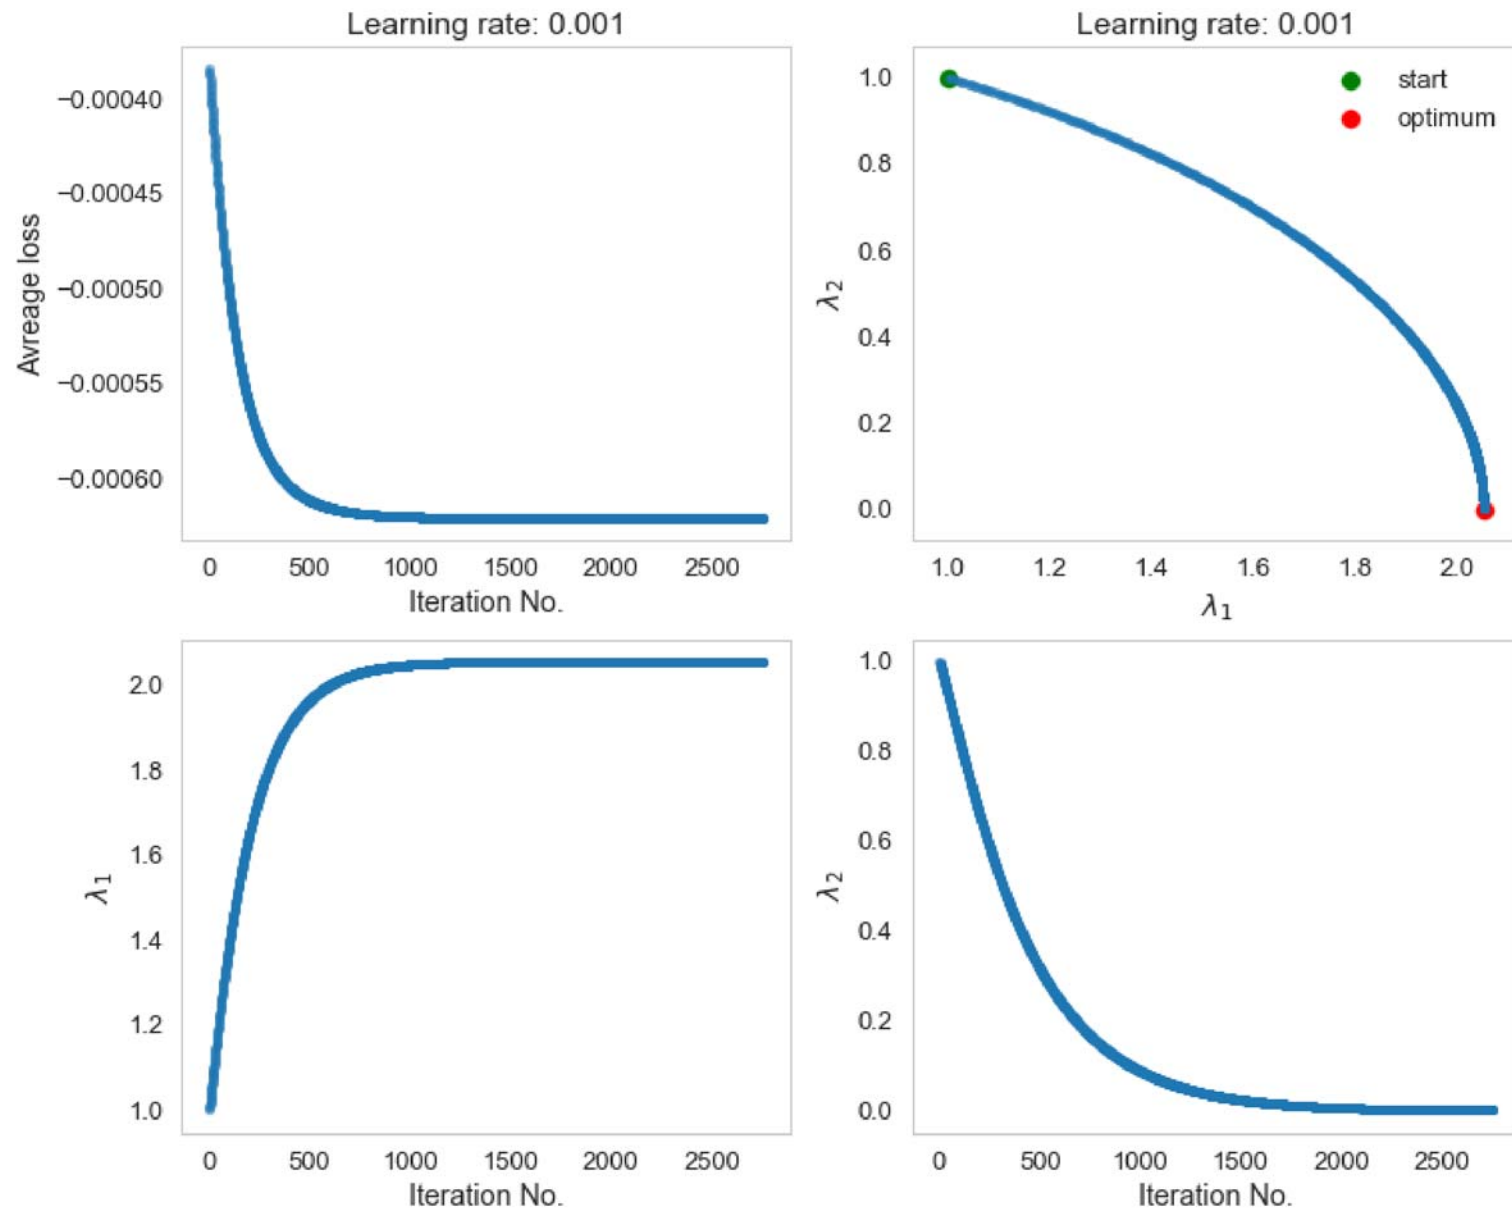 Learning rate: 0.001
Avreage loss
−0.00040
−0.00045
−0.00050
−0.00055
−0.00060
0 500 1000 1500 2000 2500
Iteration No.
Learning rate: 0.001
start
optimum
λ2
1.0
0.8
0.6
0.4
0.2
0.0
1.0 1.2 1.4 1.6 1.8 2.0
λ1
λ1
2.0
1.8
1.6
1.4
1.2
1.0
0 500 1000 1500 2000 2500
Iteration No.
λ2
1.0
0.8
0.6
0.4
0.2
0.0
0 500 1000 1500 2000 2500
Iteration No.